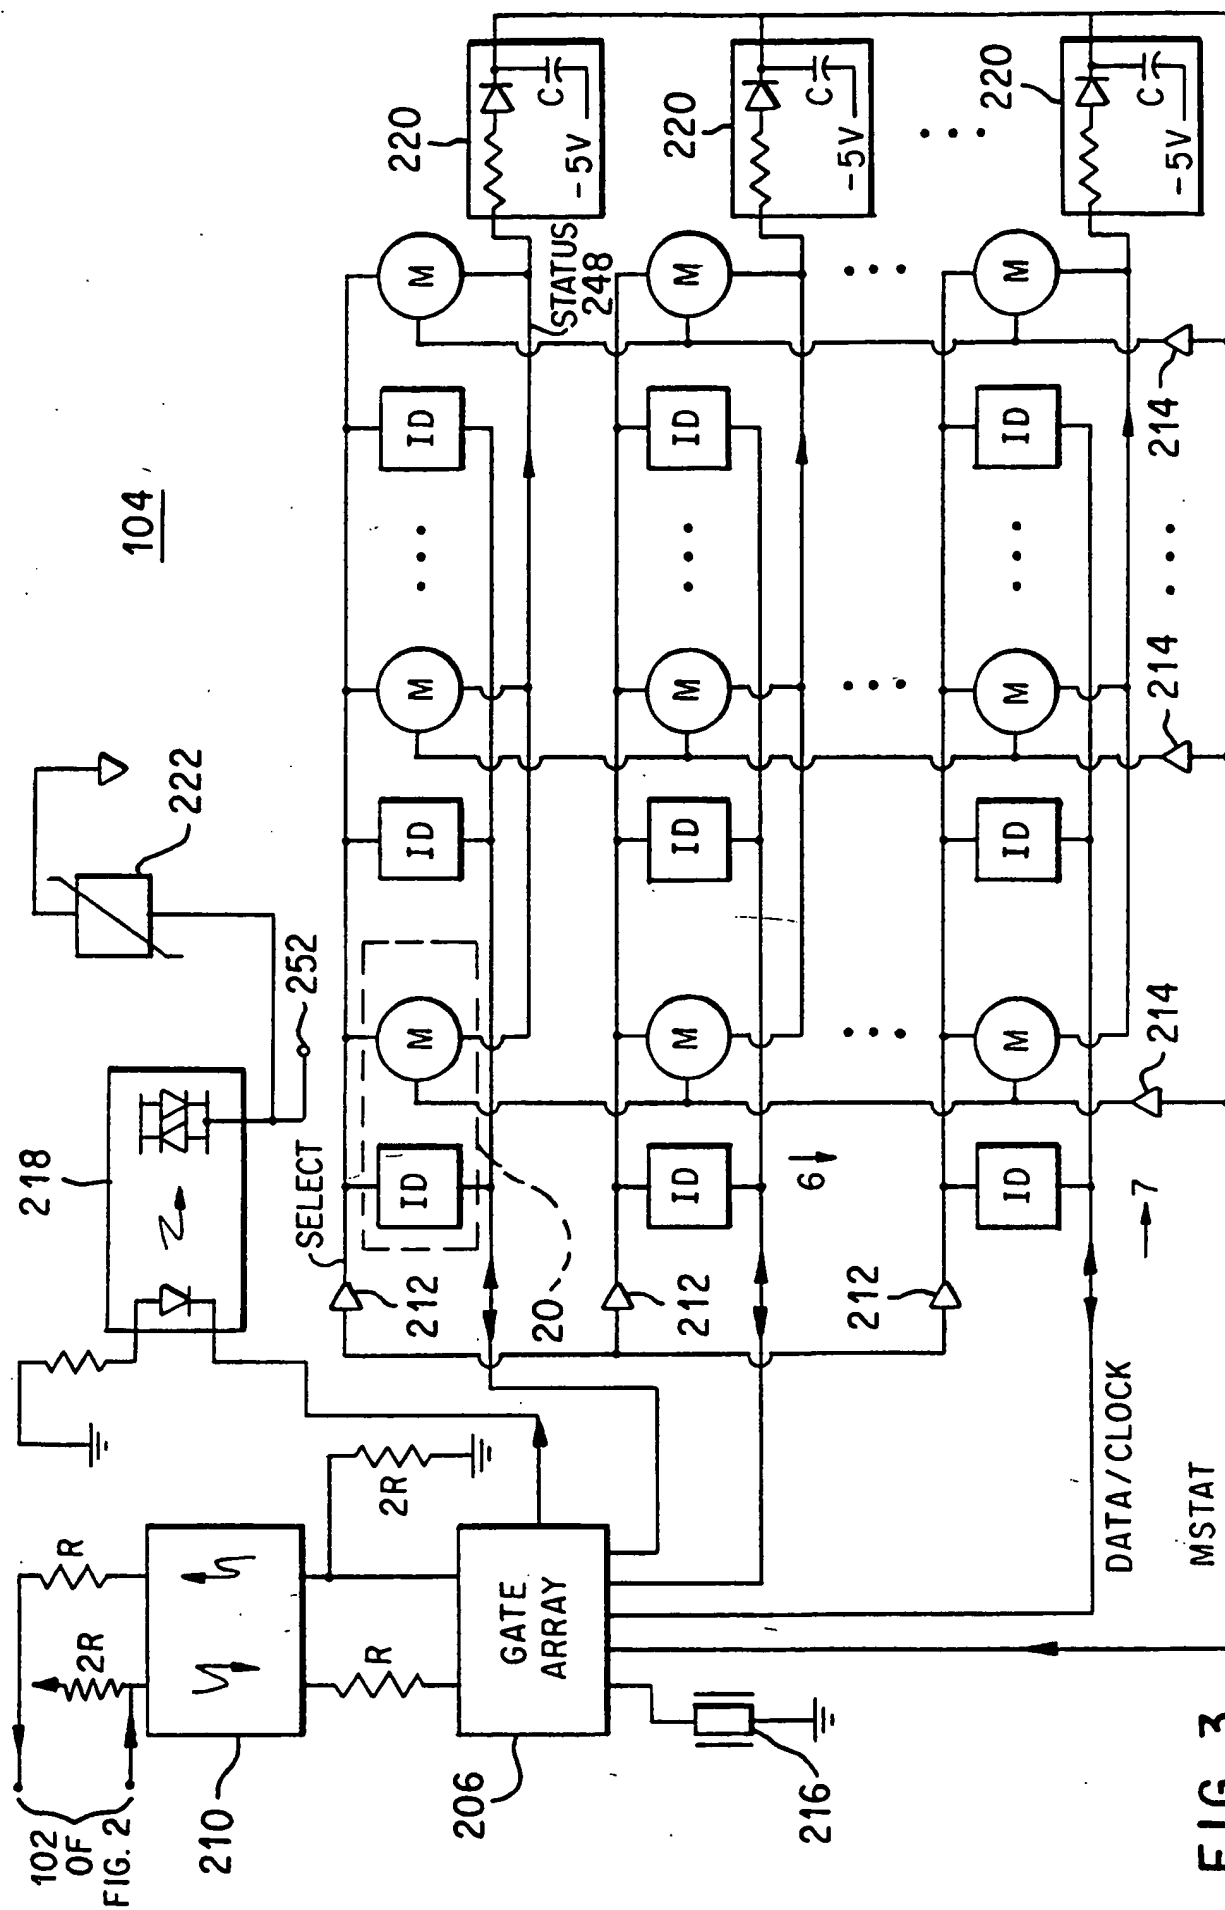 104
102
OF
FIG. 2
R
2R
210
218
222
252
SELECT
R
2R
212
ID M ID M ID M
220
C
-5V
STATUS
248
206
GATE
ARRAY
20
212
ID M ID M ID M
220
C
-5V
6
216
212
ID M ID M ID M
220
C
-5V
7
214
214
214
DATA/CLOCK
MSTAT
FIG. 3